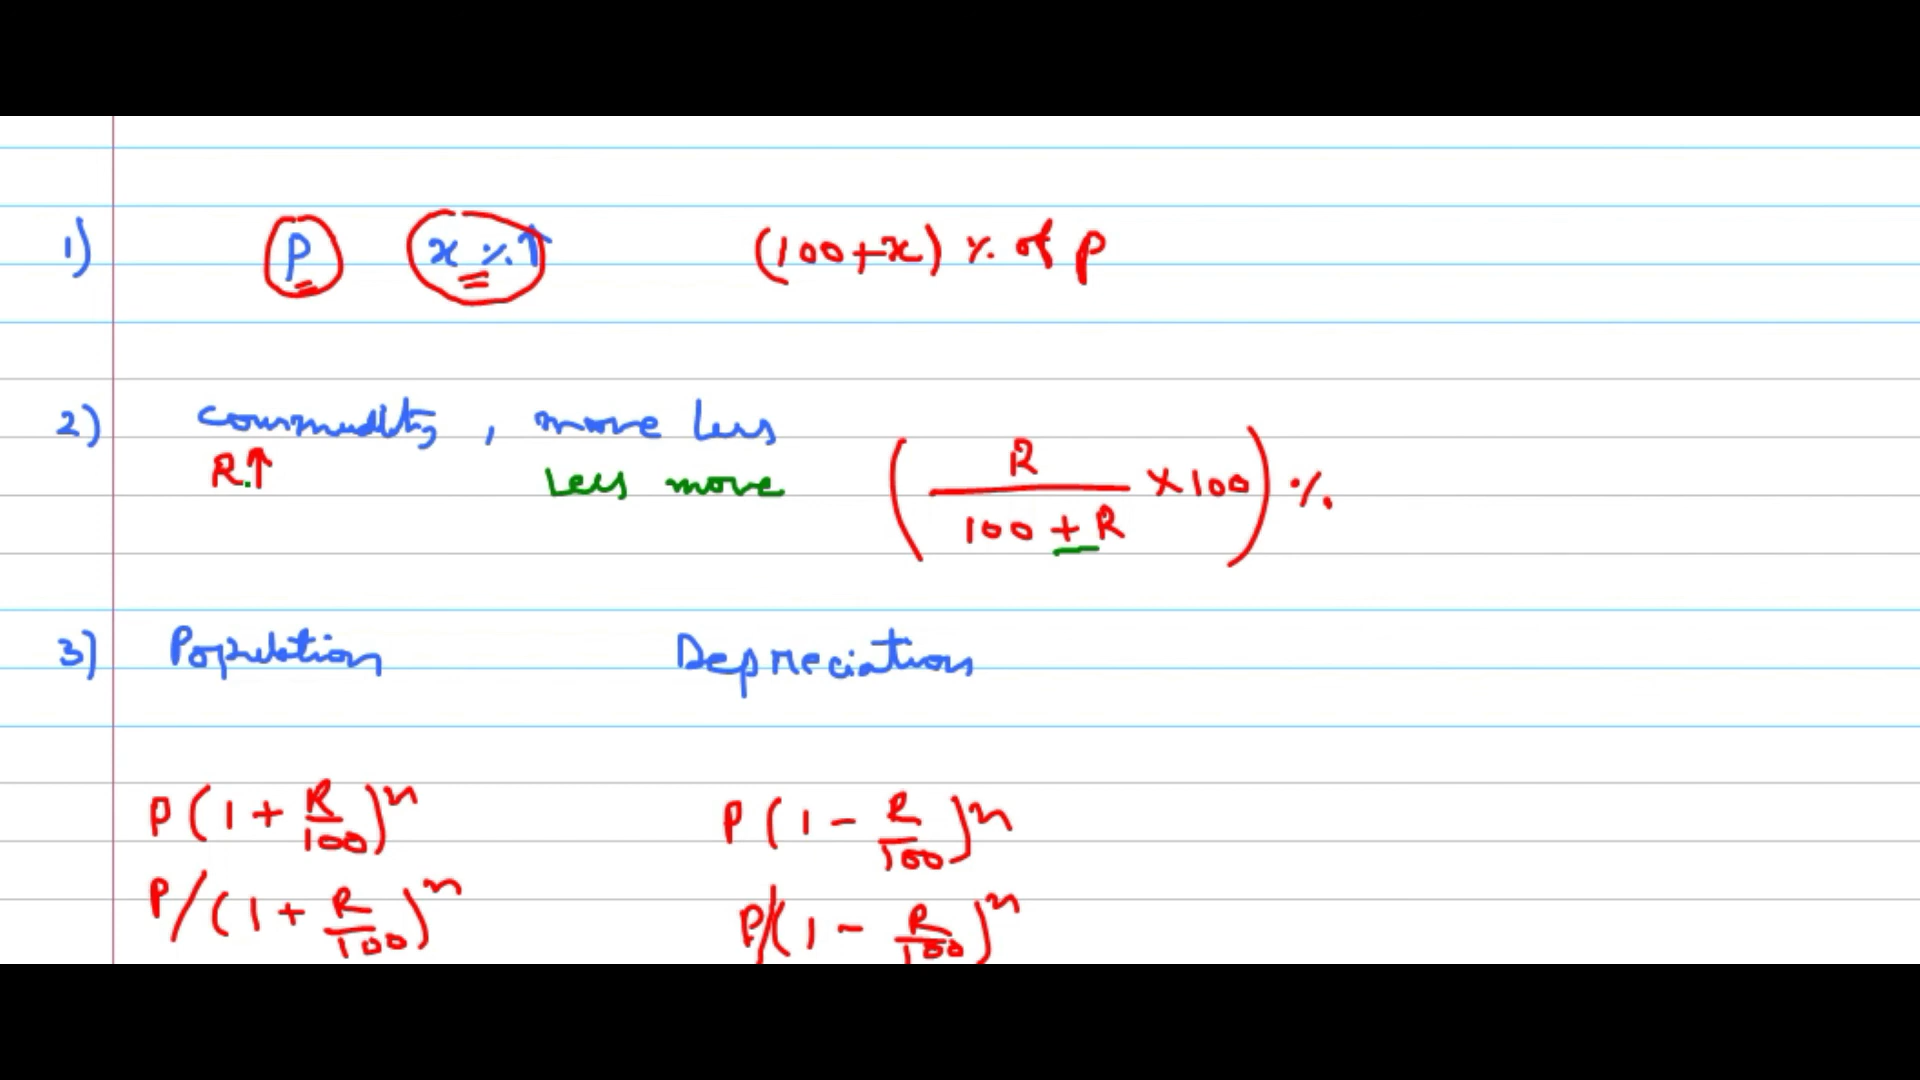 1) P x %↑ (100+x) % of P
2) commodity, more less
R↑ Less more (R/(100 + R) × 100) %
3) Population Depreciation
P(1 + R/100)^n P(1 - R/100)^n
P/(1 + R/100)^n P/(1 - R/100)^n